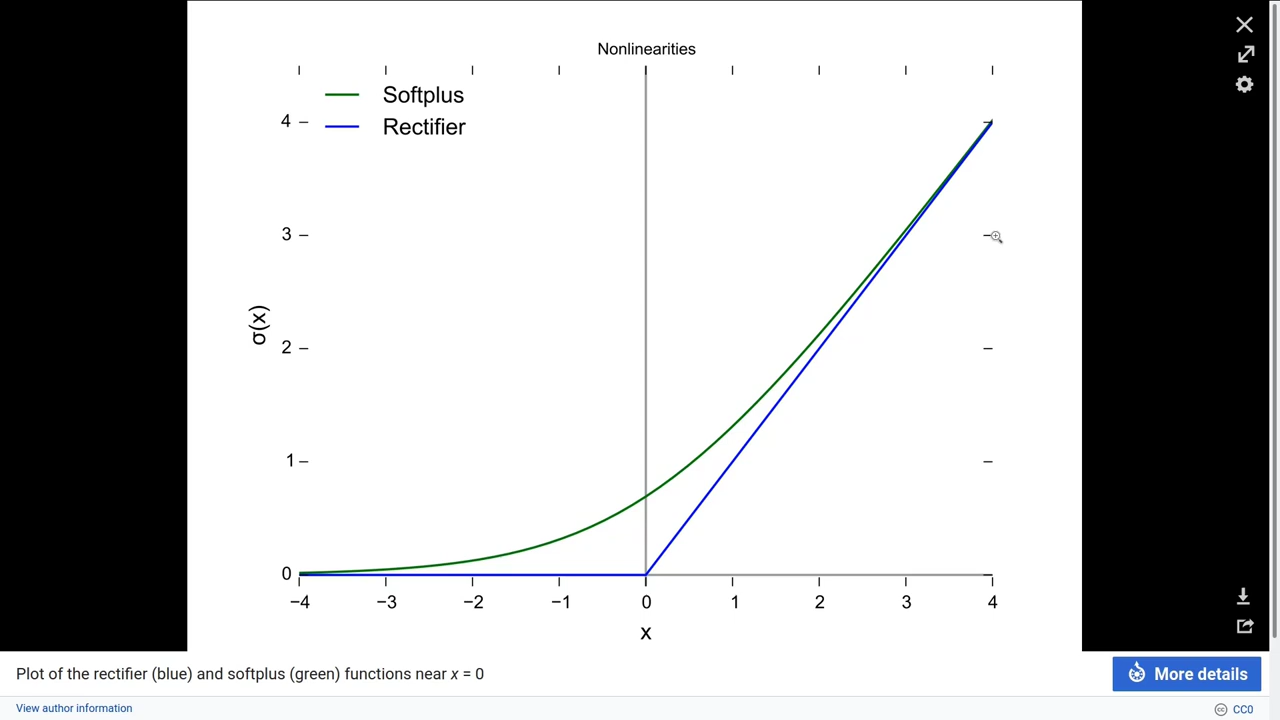 Nonlinearities
Softplus
Rectifier
4
3
2
1
0
σ(x)
−4 −3 −2 −1 0 1 2 3 4
x
Plot of the rectifier (blue) and softplus (green) functions near x = 0
More details
View author information
cc CC0